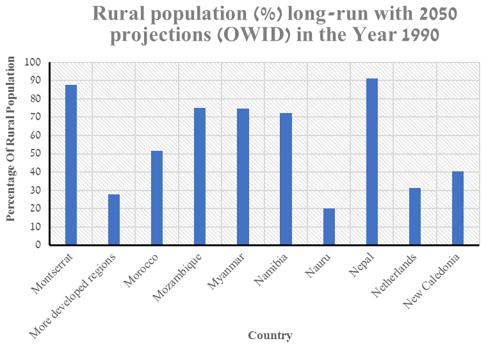 Rural population (%) long-run with 2050
projections (OWID) in the Year 1990
Percentage Of Rural Population
100
90
80
70
60
50
40
30
20
10
0
Montserrat
More developed regions
Morocco
Mozambique
Myanmar
Namibia
Nauru
Nepal
Netherlands
New Caledonia
Country